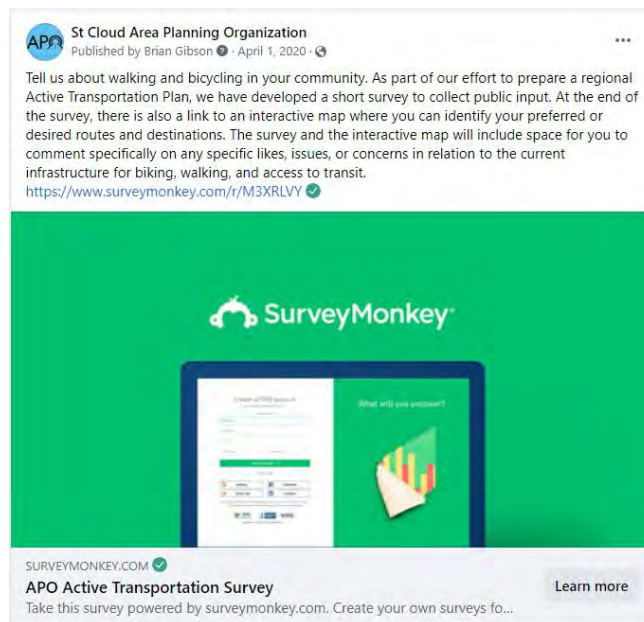 APO
St Cloud Area Planning Organization
Published by Brian Gibson · April 1, 2020 ·
Tell us about walking and bicycling in your community. As part of our effort to prepare a regional
Active Transportation Plan, we have developed a short survey to collect public input. At the end of
the survey, there is also a link to an interactive map where you can identify your preferred or
desired routes and destinations. The survey and the interactive map will include space for you to
comment specifically on any specific likes, issues, or concerns in relation to the current
infrastructure for biking, walking, and access to transit.
https://www.surveymonkey.com/r/M3XRLVY
SurveyMonkey
What will you uncover?
SURVEYMONKEY.COM
APO Active Transportation Survey
Learn more
Take this survey powered by surveymonkey.com. Create your own surveys fo...